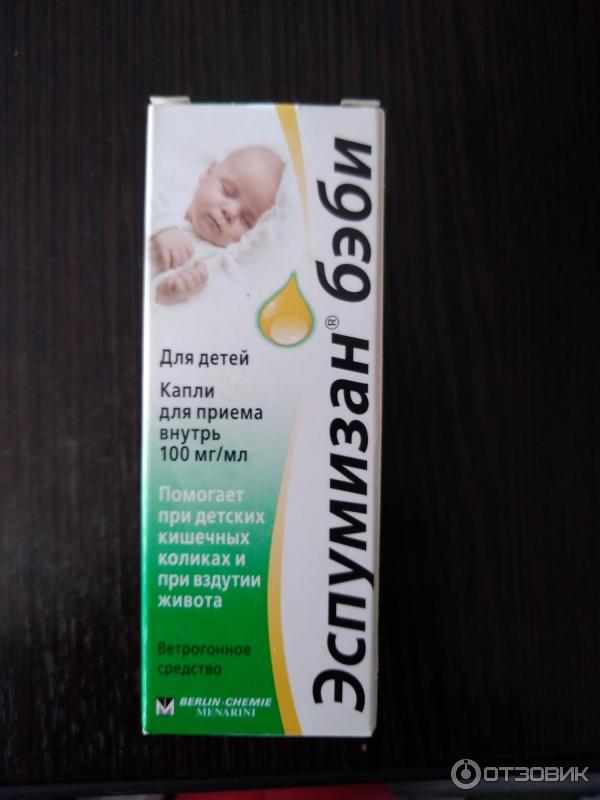 Эспумизан® бэби
Для детей
Капли
для приема
внутрь
100 мг/мл
Помогает
при детских
кишечных
коликах и
при вздутии
живота
Ветрогонное
средство
BERLIN-CHEMIE
MENARINI
ОТЗОВИК